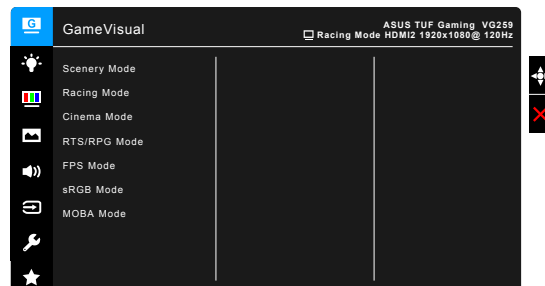 G
GameVisual
ASUS TUF Gaming VG259
Racing Mode HDMI2 1920x1080@ 120Hz
Scenery Mode
Racing Mode
Cinema Mode
RTS/RPG Mode
FPS Mode
sRGB Mode
MOBA Mode